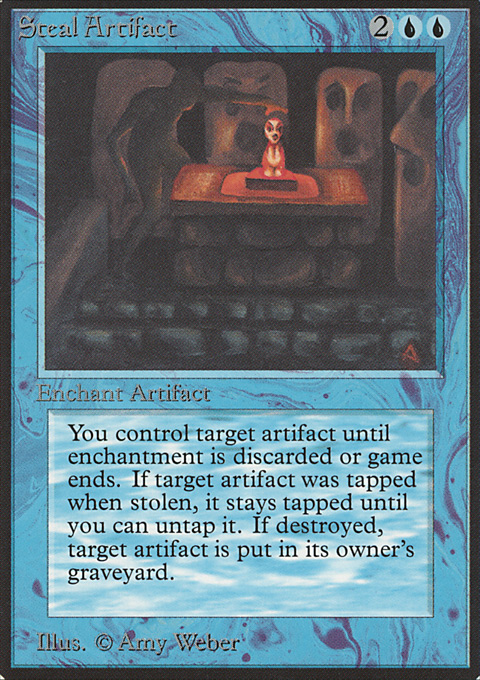 Steal Artifact 2
Enchant Artifact
You control target artifact until
enchantment is discarded or game
ends. If target artifact was tapped
when stolen, it stays tapped until
you can untap it. If destroyed,
target artifact is put in its owner's
graveyard.
Illus. © Amy Weber